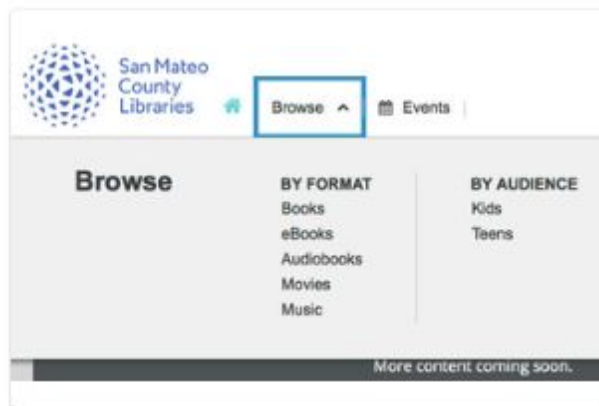 San Mateo
County
Libraries
Browse
Events
Browse
BY FORMAT
Books
eBooks
Audiobooks
Movies
Music
BY AUDIENCE
Kids
Teens
More content coming soon.